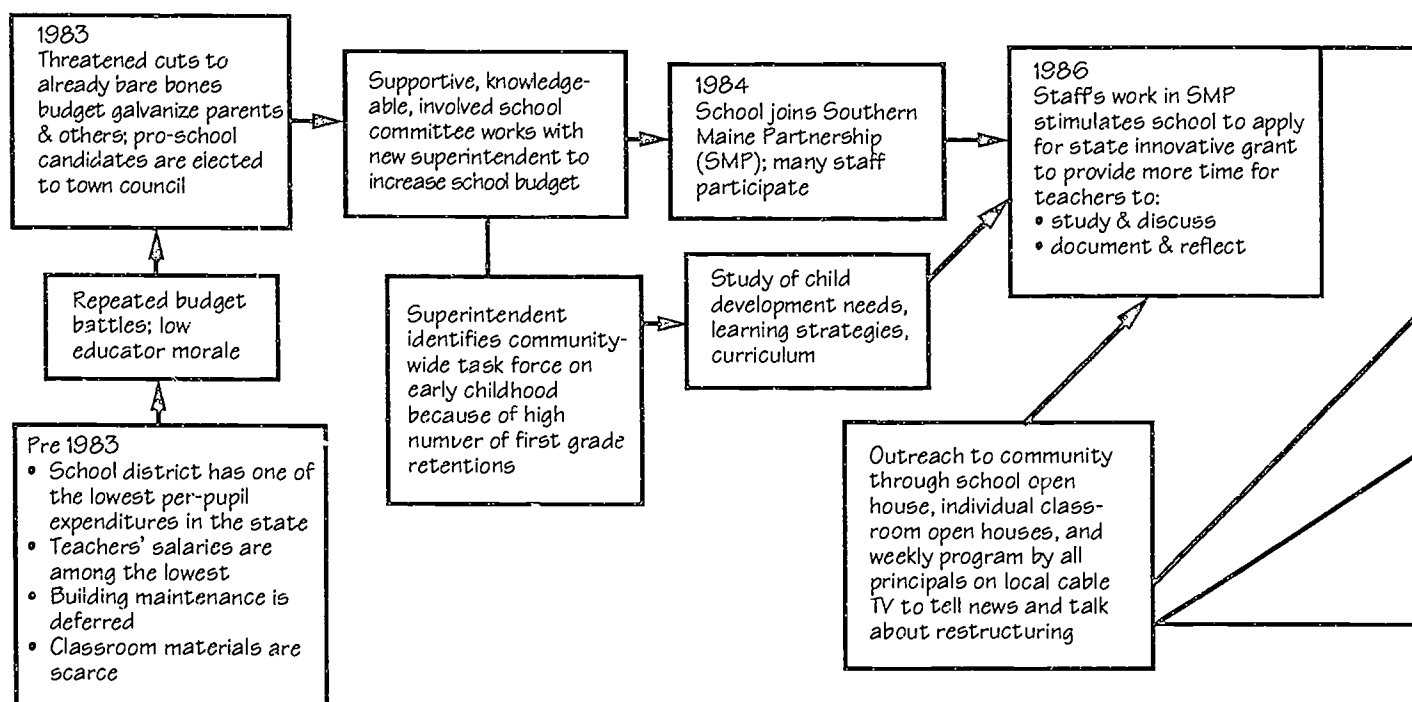 1983
Threatened cuts to
already bare bones
budget galvanize parents
& others; pro-school
candidates are elected
to town council
Supportive, knowledge-
able, involved school
committee works with
new superintendent to
increase school budget
1984
School joins Southern
Maine Partnership
(SMP); many staff
participate
1986
Staff's work in SMP
stimulates school to apply
for state innovative grant
to provide more time for
teachers to:
• study & discuss
• document & reflect
Repeated budget
battles; low
educator morale
Superintendent
identifies community-
wide task force on
early childhood
because of high
numver of first grade
retentions
Study of child
development needs,
learning strategies,
curriculum
Pre 1983
• School district has one of
the lowest per-pupil
expenditures in the state
• Teachers' salaries are
among the lowest
• Building maintenance is
deferred
• Classroom materials are
scarce
Outreach to community
through school open
house, individual class-
room open houses, and
weekly program by all
principals on local cable
TV to tell news and talk
about restructuring